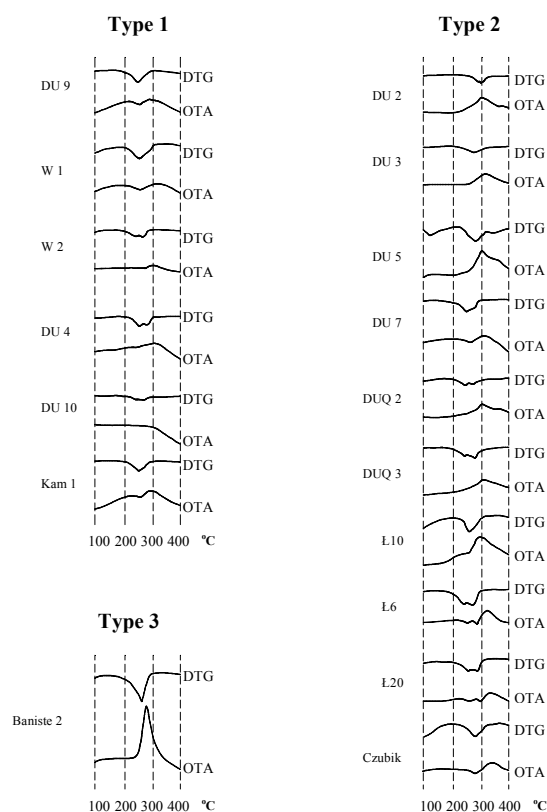 Type 1
DU 9
DTG
OTA
W 1
DTG
OTA
W 2
DTG
OTA
DU 4
DTG
OTA
DU 10
DTG
OTA
Kam 1
DTG
OTA
100 200 300 400 °C
Type 3
Baniste 2
DTG
OTA
100 200 300 400 °C
Type 2
DU 2
DTG
OTA
DU 3
DTG
OTA
DU 5
DTG
OTA
DU 7
DTG
OTA
DUQ 2
DTG
OTA
DUQ 3
DTG
OTA
Ł10
DTG
OTA
Ł6
DTG
OTA
Ł20
DTG
OTA
Czubik
DTG
OTA
100 200 300 400 °C